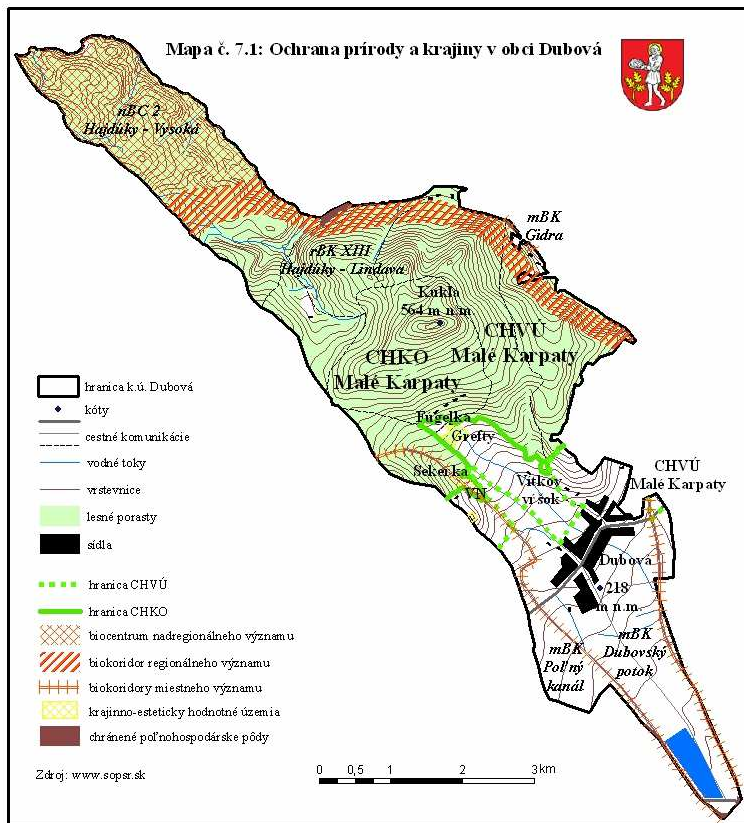 Mapa č. 7.1: Ochrana prírody a krajiny v obci Dubová
nBC 2
Hajdúky - Vysoká
mBK
Gidra
rBK XIII
Hajdúky - Lindava
Kukla
564 m n.m.
CHVÚ
Malé Karpaty
CHKO
Malé Karpaty
Fugelka
Grefty
Sekerka
VN
Vítkov
vŕšok
CHVÚ
Malé Karpaty
Dubová
218
m n.m.
mBK
Dubovský
potok
mBK
Poľný
kanál
hranica k.ú. Dubová
kóty
cestné komunikácie
vodné toky
vrstevnice
lesné porasty
sídla
hranica CHVÚ
hranica CHKO
biocentrum nadregionálneho významu
biokoridor regionálneho významu
biokoridory miestneho významu
krajinno-esteticky hodnotné územia
chránené poľnohospodárske pôdy
Zdroj: www.sopsr.sk
0 0,5 1 2 3 km